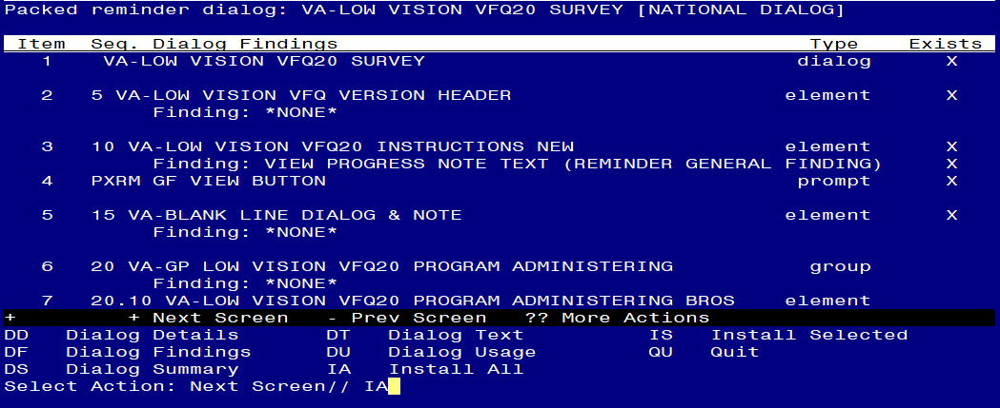 Packed reminder dialog: VA-LOW VISION VFQ20 SURVEY [NATIONAL DIALOG]
Item Seq. Dialog Findings Type Exists
1 VA-LOW VISION VFQ20 SURVEY dialog X
2 5 VA-LOW VISION VFQ VERSION HEADER element X
Finding: *NONE*
3 10 VA-LOW VISION VFQ20 INSTRUCTIONS NEW element X
Finding: VIEW PROGRESS NOTE TEXT (REMINDER GENERAL FINDING) X
4 PXRM GF VIEW BUTTON prompt X
5 15 VA-BLANK LINE DIALOG & NOTE element X
Finding: *NONE*
6 20 VA-GP LOW VISION VFQ20 PROGRAM ADMINISTERING group
Finding: *NONE*
7 20.10 VA-LOW VISION VFQ20 PROGRAM ADMINISTERING BROS element
+ + Next Screen - Prev Screen ?? More Actions
DD Dialog Details DT Dialog Text IS Install Selected
DF Dialog Findings DU Dialog Usage QU Quit
DS Dialog Summary IA Install All
Select Action: Next Screen// IA